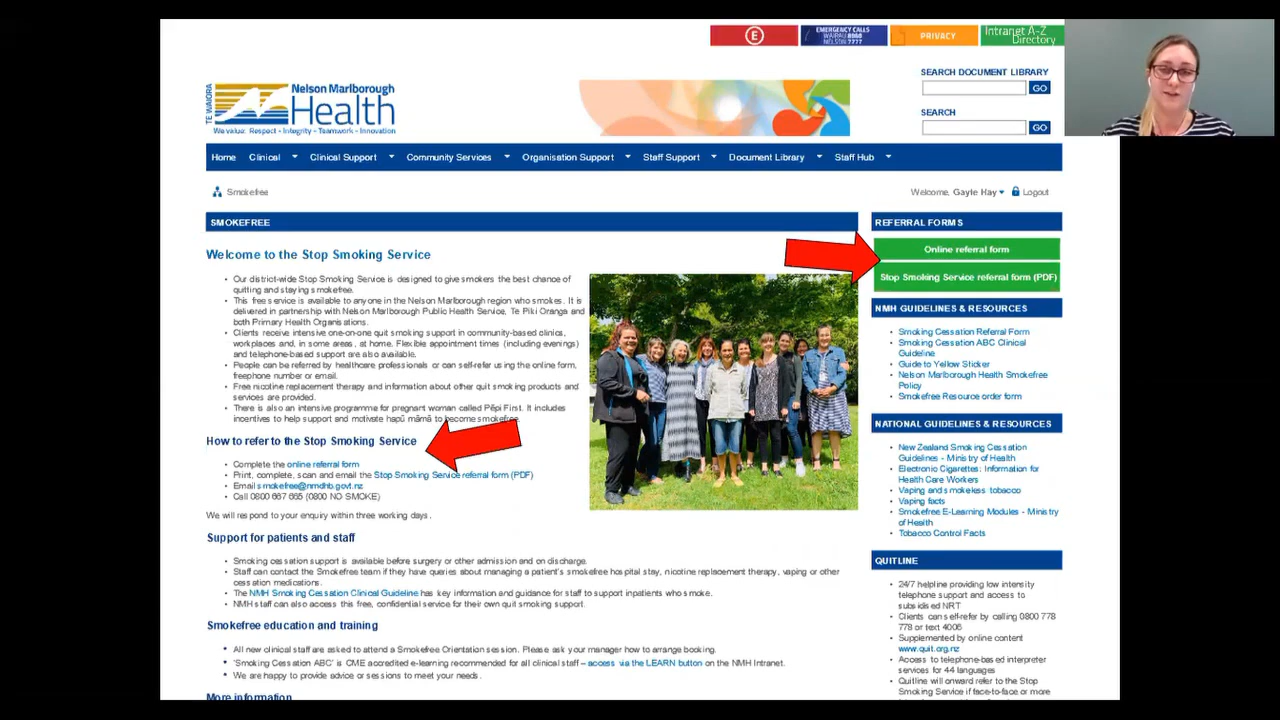 E
EMERGENCY CALLS
WAIRAU 8888
NELSON 7777
PRIVACY
Intranet A-Z
Directory
TE WAIORA
Nelson Marlborough
Health
We value: Respect - Integrity - Teamwork - Innovation
SEARCH DOCUMENT LIBRARY
GO
SEARCH
GO
Home Clinical Clinical Support Community Services Organisation Support Staff Support Document Library Staff Hub
Smokefree
Welcome, Gayle Hay Logout
SMOKEFREE
Welcome to the Stop Smoking Service
Our district-wide Stop Smoking Service is designed to give smokers the best chance of
quitting and staying smokefree.
This free service is available to anyone in the Nelson Marlborough region who smokes. It is
delivered in partnership with Nelson Marlborough Public Health Service, Te Piki Oranga and
both Primary Health Organisations.
Clients receive intensive one-on-one quit smoking support in community-based clinics,
workplaces and, in some areas, at home. Flexible appointment times (including evenings)
and telephone-based support are also available.
People can be referred by healthcare professionals or can self-refer using the online form,
freephone number or email.
Free nicotine replacement therapy and information about other quit smoking products and
services are provided.
There is also an intensive programme for pregnant woman called Pēpi First. It includes
incentives to help support and motivate hapū māmā to become smokefree.
How to refer to the Stop Smoking Service
Complete the online referral form
Print, complete, scan and email the Stop Smoking Service referral form (PDF)
Email smokefree@nmdhb.govt.nz
Call 0800 667 665 (0800 NO SMOKE)
We will respond to your enquiry within three working days.
Support for patients and staff
Smoking cessation support is available before surgery or other admission and on discharge.
Staff can contact the Smokefree team if they have queries about managing a patient's smokefree hospital stay, nicotine replacement therapy, vaping or other
cessation medications.
The NMH Smoking Cessation Clinical Guideline has key information and guidance for staff to support inpatients who smoke.
NMH staff can also access this free, confidential service for their own quit smoking support.
Smokefree education and training
All new clinical staff are asked to attend a Smokefree Orientation session. Please ask your manager how to arrange booking.
'Smoking Cessation ABC' is CME accredited e-learning recommended for all clinical staff – access via the LEARN button on the NMH Intranet.
We are happy to provide advice or sessions to meet your needs.
More information
REFERRAL FORMS
Online referral form
Stop Smoking Service referral form (PDF)
NMH GUIDELINES & RESOURCES
Smoking Cessation Referral Form
Smoking Cessation ABC Clinical
Guideline
Guide to Yellow Sticker
Nelson Marlborough Health Smokefree
Policy
Smokefree Resource order form
NATIONAL GUIDELINES & RESOURCES
New Zealand Smoking Cessation
Guidelines - Ministry of Health
Electronic Cigarettes: Information for
Health Care Workers
Vaping and smokeless tobacco
Vaping facts
Smokefree E-Learning Modules - Ministry
of Health
Tobacco Control Facts
QUITLINE
24/7 helpline providing low intensity
telephone support and access to
subsidised NRT
Clients can self-refer by calling 0800 778
778 or text 4006
Supplemented by online content
www.quit.org.nz
Access to telephone-based interpreter
services for 44 languages
Quitline will onward refer to the Stop
Smoking Service if face-to-face or more